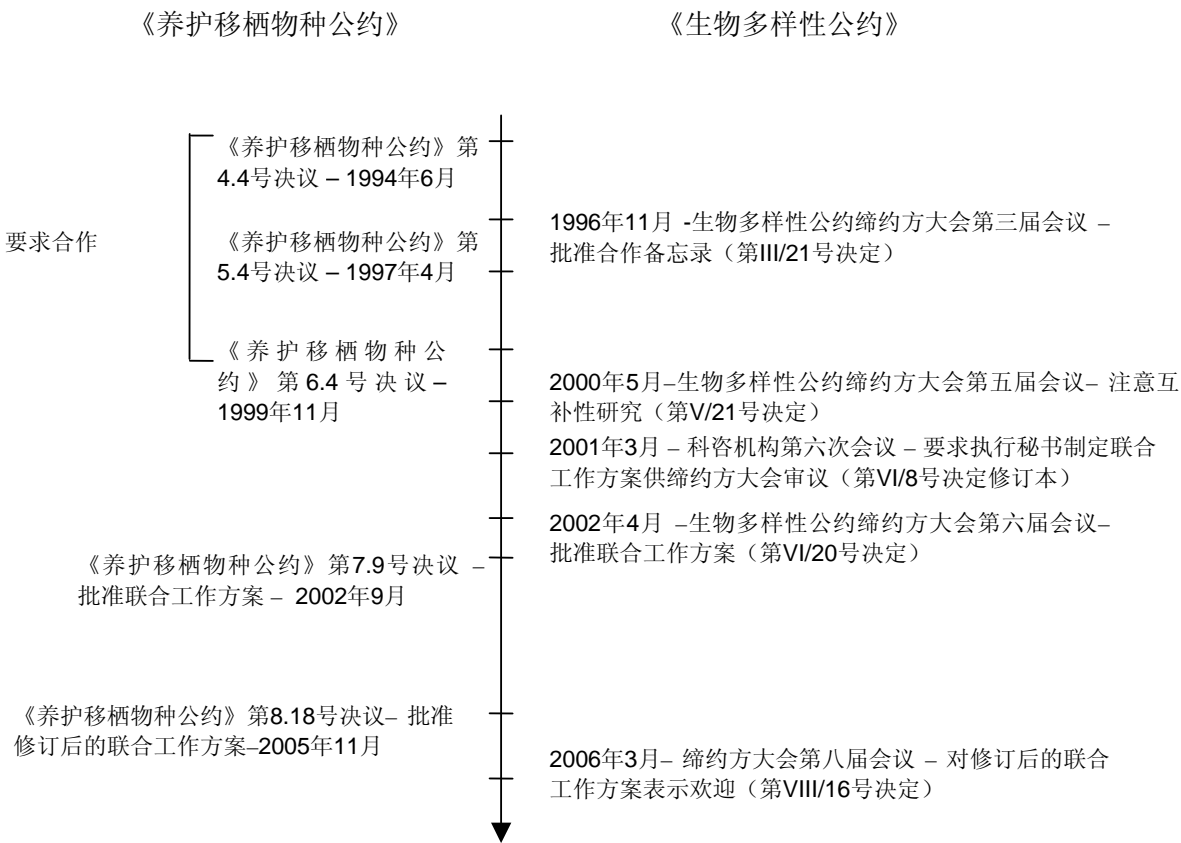 《养护移栖物种公约》
《生物多样性公约》
《养护移栖物种公约》第
4.4号决议 – 1994年6月
1996年11月 -生物多样性公约缔约方大会第三届会议 –
批准合作备忘录（第III/21号决定）
要求合作
《养护移栖物种公约》第
5.4号决议 – 1997年4月
《养护移栖物种公
约》第6.4号决议 –
1999年11月
2000年5月–生物多样性公约缔约方大会第五届会议– 注意互
补性研究（第V/21号决定）
2001年3月 – 科咨机构第六次会议 – 要求执行秘书制定联合
工作方案供缔约方大会审议（第VI/8号决定修订本）
2002年4月 –生物多样性公约缔约方大会第六届会议–
批准联合工作方案（第VI/20号决定）
《养护移栖物种公约》第7.9号决议 –
批准联合工作方案 – 2002年9月
《养护移栖物种公约》第8.18号决议– 批准
修订后的联合工作方案–2005年11月
2006年3月– 缔约方大会第八届会议 – 对修订后的联合
工作方案表示欢迎（第VIII/16号决定）